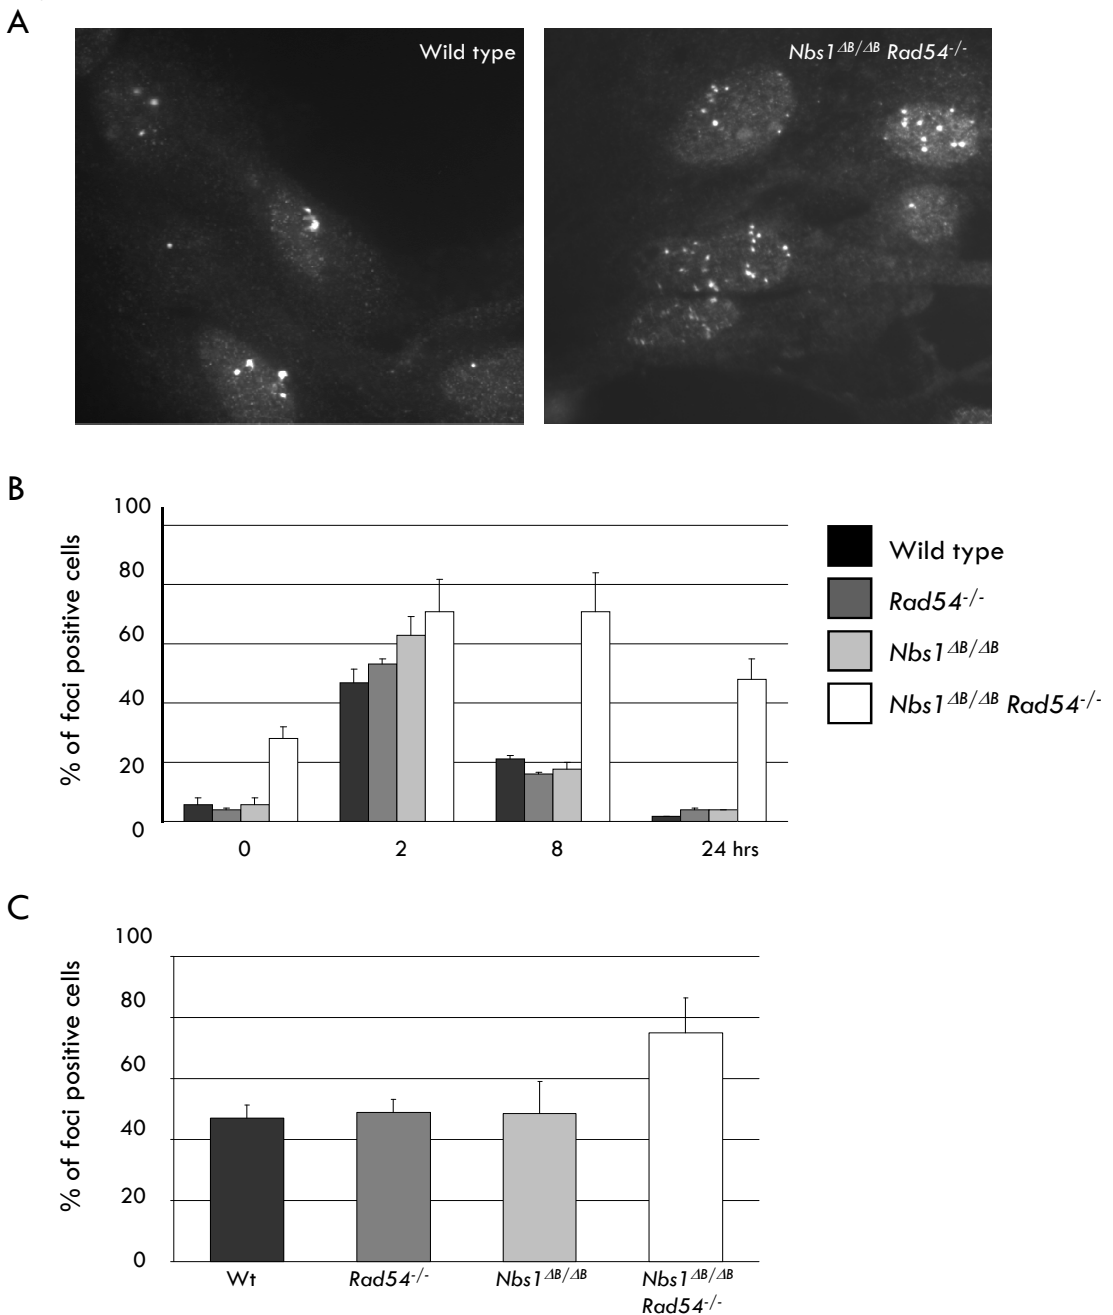 A
Wild type
Nbs1ΔB/ΔB Rad54-/-
B
% of foci positive cells
100
80
60
40
20
0
0 2 8 24 hrs
Wild type
Rad54-/-
Nbs1ΔB/ΔB
Nbs1ΔB/ΔB Rad54-/-
C
% of foci positive cells
100
80
60
40
20
0
Wt Rad54-/- Nbs1ΔB/ΔB Nbs1ΔB/ΔB
Rad54-/-